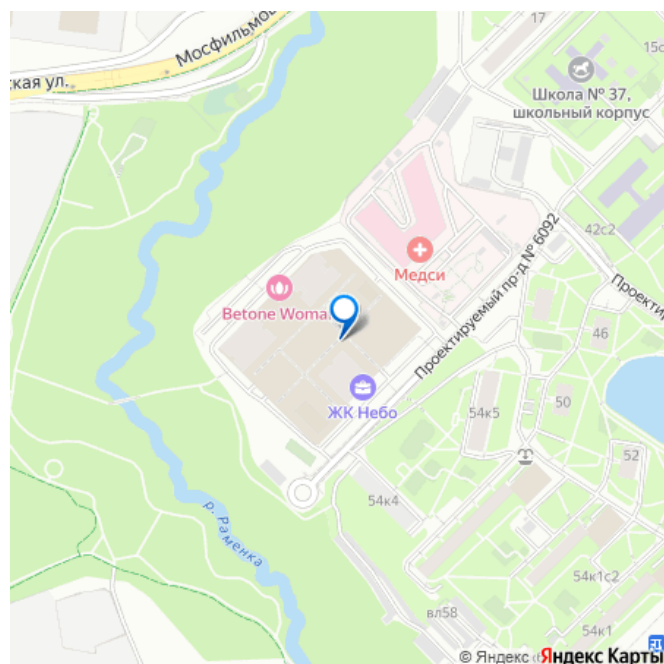 Мосфильмов
ская ул.
15с
Школа № 37,
школьный корпус
42с2
Медси
Проектируемый пр-д № 6092
Проектир
Betone Woma
46
ЖК Небо
50
54к5
52
54к4
р. Раменка
54к1с2
вл58
54к1
© Яндекс
Яндекс Карты